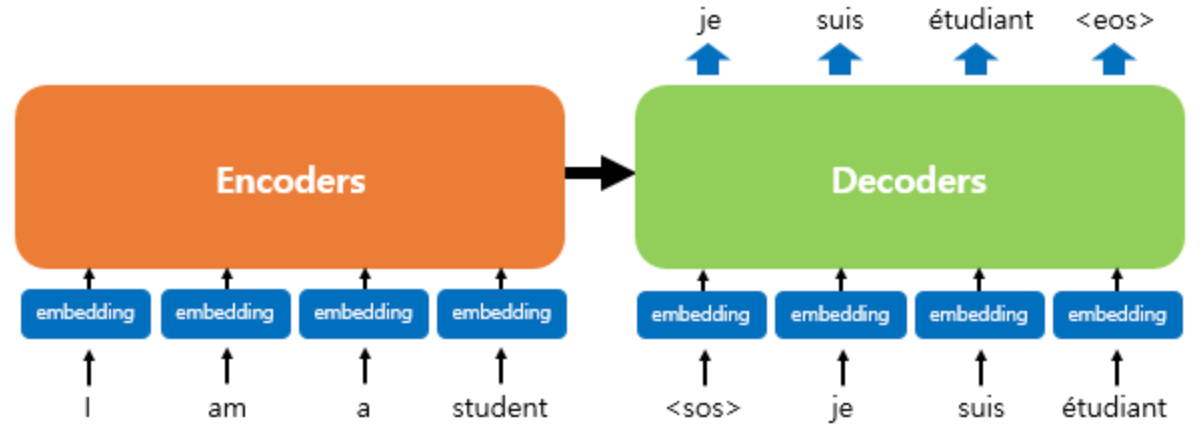 je suis étudiant <eos>
Encoders Decoders
embedding embedding embedding embedding embedding embedding embedding embedding
I am a student <sos> je suis étudiant